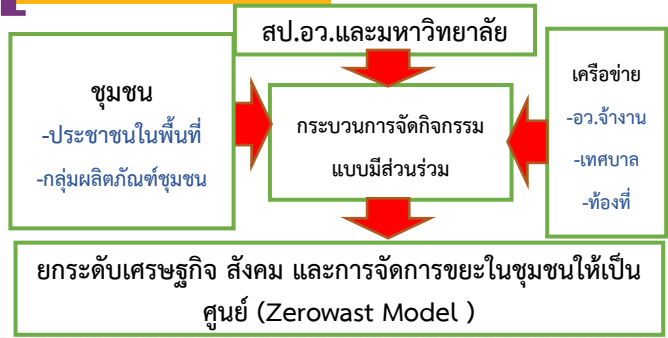 สป.อว.และมหาวิทยาลัย
ชุมชน
-ประชาชนในพื้นที่
-กลุ่มผลิตภัณฑ์ชุมชน
กระบวนการจัดกิจกรรม
แบบมีส่วนร่วม
เครือข่าย
-อว.จ้างงาน
-เทศบาล
-ท้องที่
ยกระดับเศรษฐกิจ สังคม และการจัดการขยะในชุมชนให้เป็น
ศูนย์ (Zerowast Model )